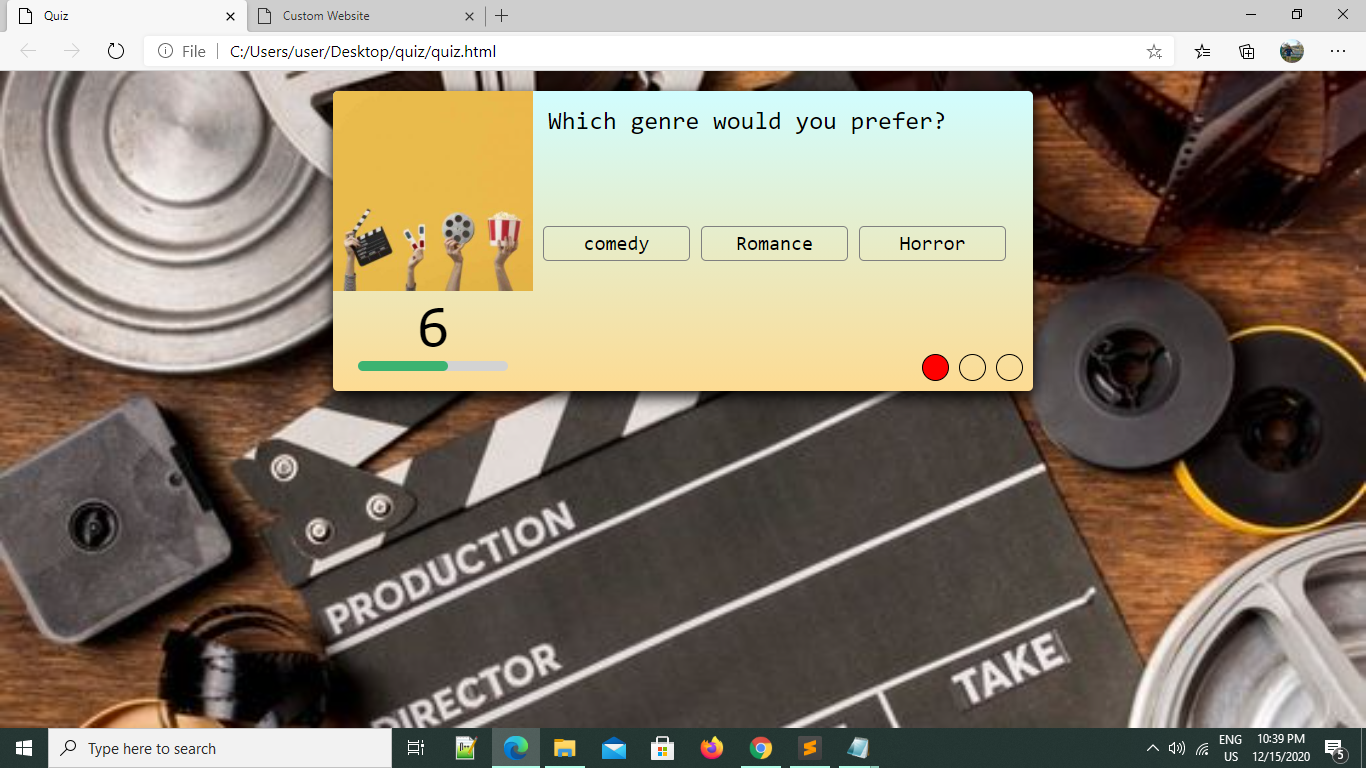 Quiz
Custom Website
File
C:/Users/user/Desktop/quiz/quiz.html
Which genre would you prefer?
comedy
Romance
Horror
6
PRODUCTION
DIRECTOR
TAKE
Type here to search
ENG
US
10:39 PM
12/15/2020
5